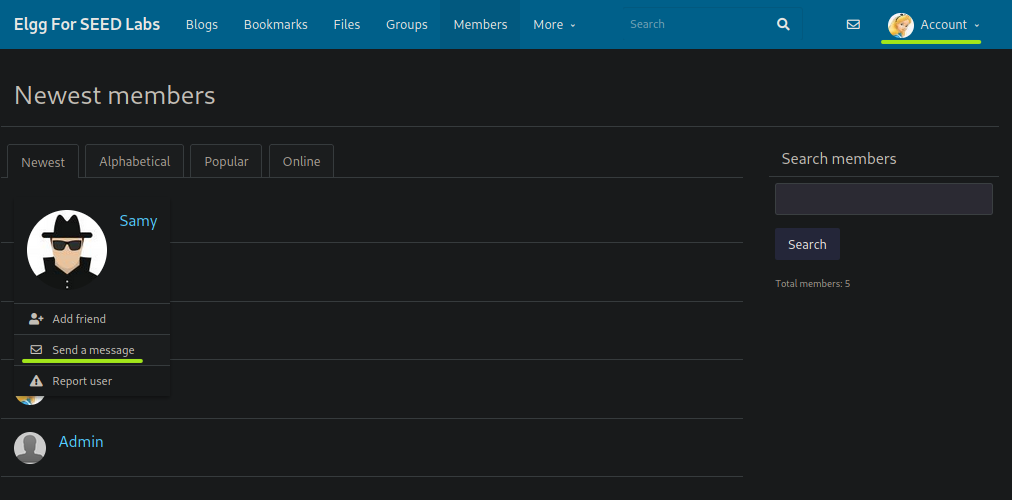 Elgg For SEED Labs Blogs Bookmarks Files Groups Members More Search Account
Newest members
Newest Alphabetical Popular Online
Search members
Samy
Search
Total members: 5
Add friend
Send a message
Report user
Admin